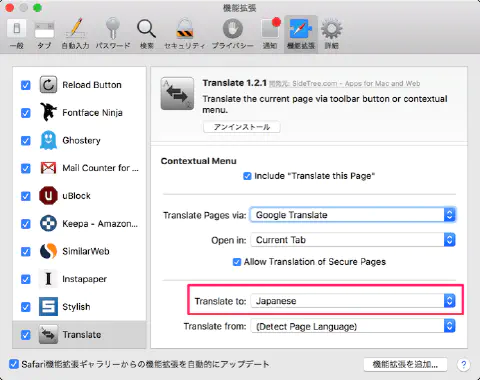 機能拡張
一般
タブ
自動入力
パスワード
検索
セキュリティ
プライバシー
通知
機能拡張
詳細
Reload Button
Fontface Ninja
Ghostery
Mail Counter for ...
uBlock
Keepa - Amazon...
SimilarWeb
Instapaper
Stylish
Translate
Translate 1.2.1 開発元: SideTree.com - Apps for Mac and Web
Translate the current page via toolbar button or contextual
menu.
アンインストール
Contextual Menu
Include "Translate this Page"
Translate Pages via: Google Translate
Open in: Current Tab
Allow Translation of Secure Pages
Translate to: Japanese
Translate from: (Detect Page Language)
Safari機能拡張ギャラリーからの機能拡張を自動的にアップデート
機能拡張を追加...